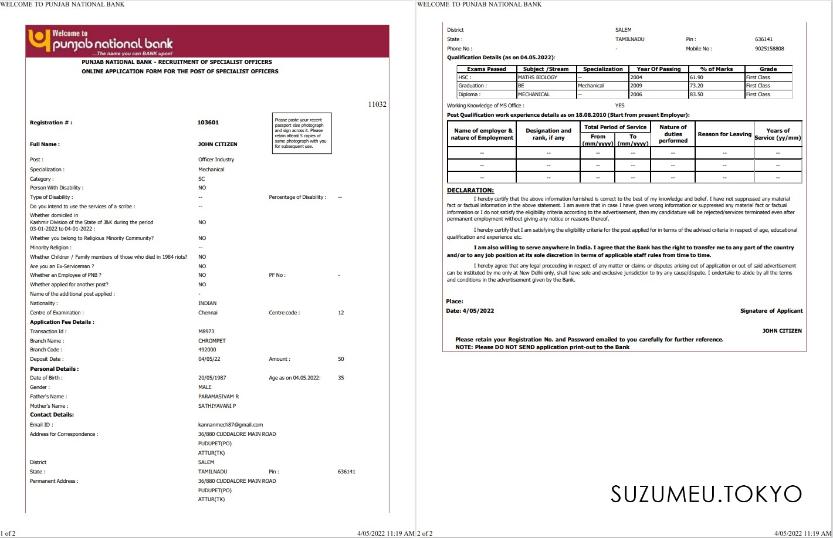 WELCOME TO PUNJAB NATIONAL BANK
Welcome to
punjab national bank
...The name you can BANK upon!
PUNJAB NATIONAL BANK - RECRUITMENT OF SPECIALIST OFFICERS
ONLINE APPLICATION FORM FOR THE POST OF SPECIALIST OFFICERS
11032
Registration # : 103601
Please paste your recent
passport size photograph
and sign across it. Please
retain atleast 5 copies of
same photograph with you
for subsequent use.
Full Name : JOHN CITIZEN
Post : Officer Industry
Specialization : Mechanical
Category : SC
Person With Disability : NO
Type of Disability : -- Percentage of Disability : --
Do you intend to use the services of a scribe : --
Whether domiciled in
Kashmir Division of the State of J&K during the period NO
03-01-2022 to 04-01-2022 :
Whether you belong to Religious Minority Community? NO
Minority Religion : --
Whether Children / Family members of those who died in 1984 riots? NO
Are you an Ex-Serviceman ? NO
Whether an Employee of PNB ? NO PF No : -
Whether applied for another post? NO
Name of the additional post applied : -
Nationality : INDIAN
Centre of Examination : Chennai Centre code : 12
Application Fee Details :
Transaction Id : M8973
Branch Name : CHROMPET
Branch Code : 492000
Deposit Date : 04/05/22 Amount : 50
Personal Details :
Date of Birth : 20/05/1987 Age as on 04.05.2022: 35
Gender : MALE
Father's Name : PARAMASIVAM R
Mother's Name : SATHIYAVANI P
Contact Details:
Email ID : kannanmech87@gmail.com
Address for Correspondence : 36/880 CUDDALORE MAIN ROAD
PUDUPET(PO)
ATTUR(TK)
District SALEM
State : TAMILNADU Pin : 636141
Permanent Address : 36/880 CUDDALORE MAIN ROAD
PUDUPET(PO)
ATTUR(TK)
1 of 2 4/05/2022 11:19 AM
WELCOME TO PUNJAB NATIONAL BANK
District SALEM
State : TAMILNADU Pin : 636141
Phone No : - Mobile No : 9025158808
Qualification Details (as on 04.05.2022):
Exams Passed Subject /Stream Specialization Year Of Passing % of Marks Grade
HSC : MATHS BIOLOGY -- 2004 61.90 First Class
Graduation : BE Mechanical 2009 73.20 First Class
Diploma : MECHANICAL -- 2006 83.50 First Class
Working Knowledge of MS Office : YES
Post Qualification work experience details as on 18.08.2010 (Start from present Employer):
Name of employer & nature of Employment Designation and rank, if any Total Period of Service From (mm/yyyy) To (mm/yyyy) Nature of duties performed Reason for Leaving Years of Service (yy/mm)
-- -- -- -- -- -- --
-- -- -- -- -- -- --
-- -- -- -- -- -- --
DECLARATION:
I hereby certify that the above information furnished is correct to the best of my knowledge and belief. I have not suppressed any material
fact or factual information in the above statement. I am aware that in case I have given wrong information or suppressed any material fact or factual
information or I do not satisfy the eligibility criteria according to the advertisement, then my candidature will be rejected/services terminated even after
permanent employment without giving any notice or reasons thereof.
I hereby certify that I am satisfying the eligibility criteria for the post applied for in terms of the advised criteria in respect of age, educational
qualification and experience etc.
I am also willing to serve anywhere in India. I agree that the Bank has the right to transfer me to any part of the country
and/or to any job position at its sole discretion in terms of applicable staff rules from time to time.
I hereby agree that any legal proceeding in respect of any matter or claims or disputes arising out of application or out of said advertisement
can be instituted by me only at New Delhi only, shall have sole and exclusive jurisdiction to try any cause/dispute. I undertake to abide by all the terms
and conditions in the advertisement given by the Bank.
Place:
Date: 4/05/2022 Signature of Applicant
JOHN CITIZEN
Please retain your Registration No. and Password emailed to you carefully for further reference.
NOTE: Please DO NOT SEND application print-out to the Bank
SUZUMEU.TOKYO
2 of 2 4/05/2022 11:19 AM